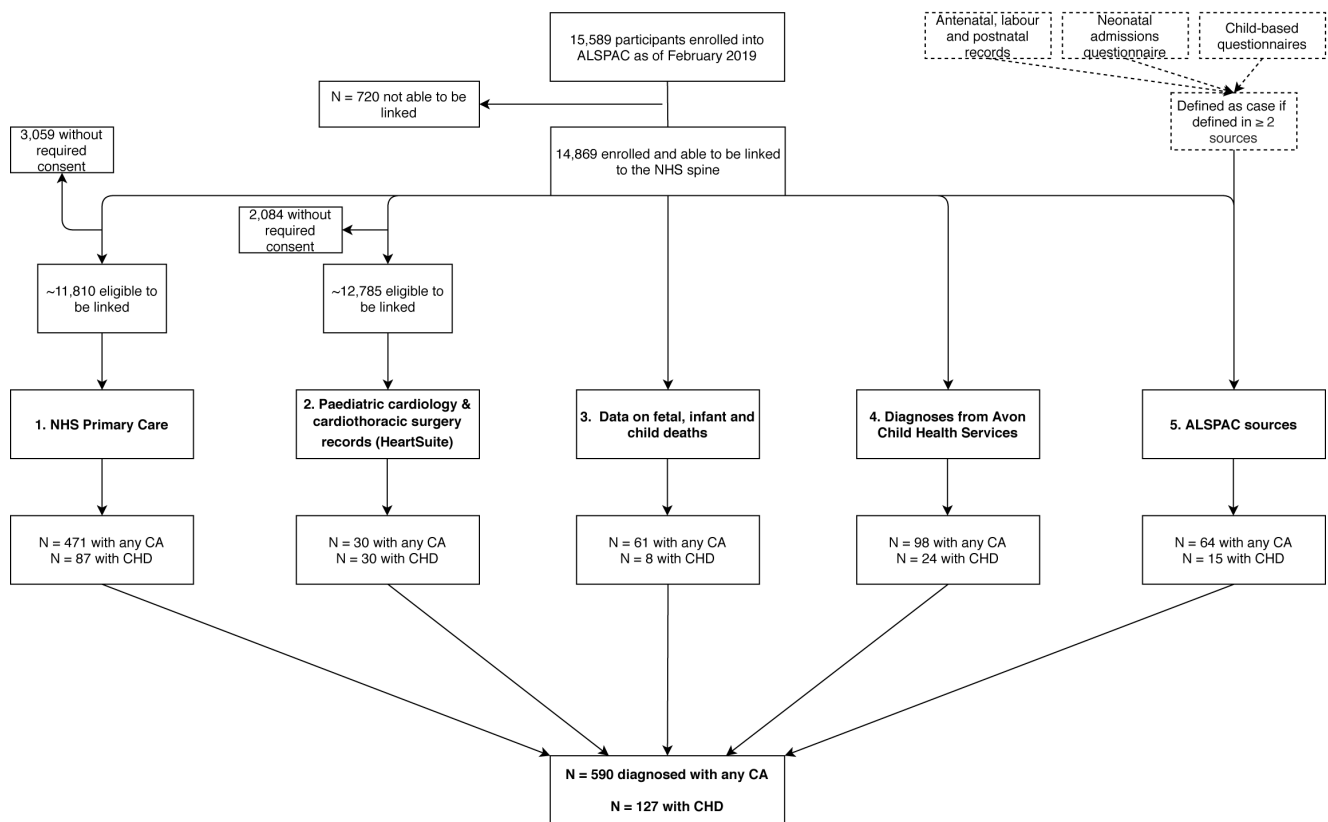 15,589 participants enrolled into
ALSPAC as of February 2019
Antenatal, labour
and postnatal
records
Neonatal
admissions
questionnaire
Child-based
questionnaires
N = 720 not able to be
linked
Defined as case if
defined in ≥ 2
sources
3,059 without
required
consent
14,869 enrolled and able to be linked
to the NHS spine
2,084 without
required
consent
~11,810 eligible to
be linked
~12,785 eligible to
be linked
1. NHS Primary Care
2. Paediatric cardiology &
cardiothoracic surgery
records (HeartSuite)
3. Data on fetal, infant and
child deaths
4. Diagnoses from Avon
Child Health Services
5. ALSPAC sources
N = 471 with any CA
N = 87 with CHD
N = 30 with any CA
N = 30 with CHD
N = 61 with any CA
N = 8 with CHD
N = 98 with any CA
N = 24 with CHD
N = 64 with any CA
N = 15 with CHD
N = 590 diagnosed with any CA
N = 127 with CHD